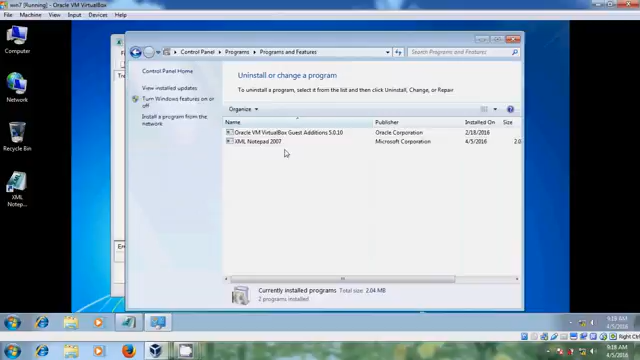 win7 [Running] - Oracle VM VirtualBox
File Machine View Input Devices Help
Control Panel Programs Programs and Features
Search Programs and Features
Computer
Control Panel Home
View installed updates
Turn Windows features on or off
Install a program from the network
Uninstall or change a program
To uninstall a program, select it from the list and then click Uninstall, Change, or Repair.
Organize
Name Publisher Installed On Size
Oracle VM VirtualBox Guest Additions 5.0.10 Oracle Corporation 2/18/2016
XML Notepad 2007 Microsoft Corporation 4/5/2016 2.0
Network
Recycle Bin
XML
Notep...
Currently installed programs Total size: 2.04 MB
2 programs installed
9:18 AM
4/5/2016
Right Ctrl
9:18 AM
4/5/2016